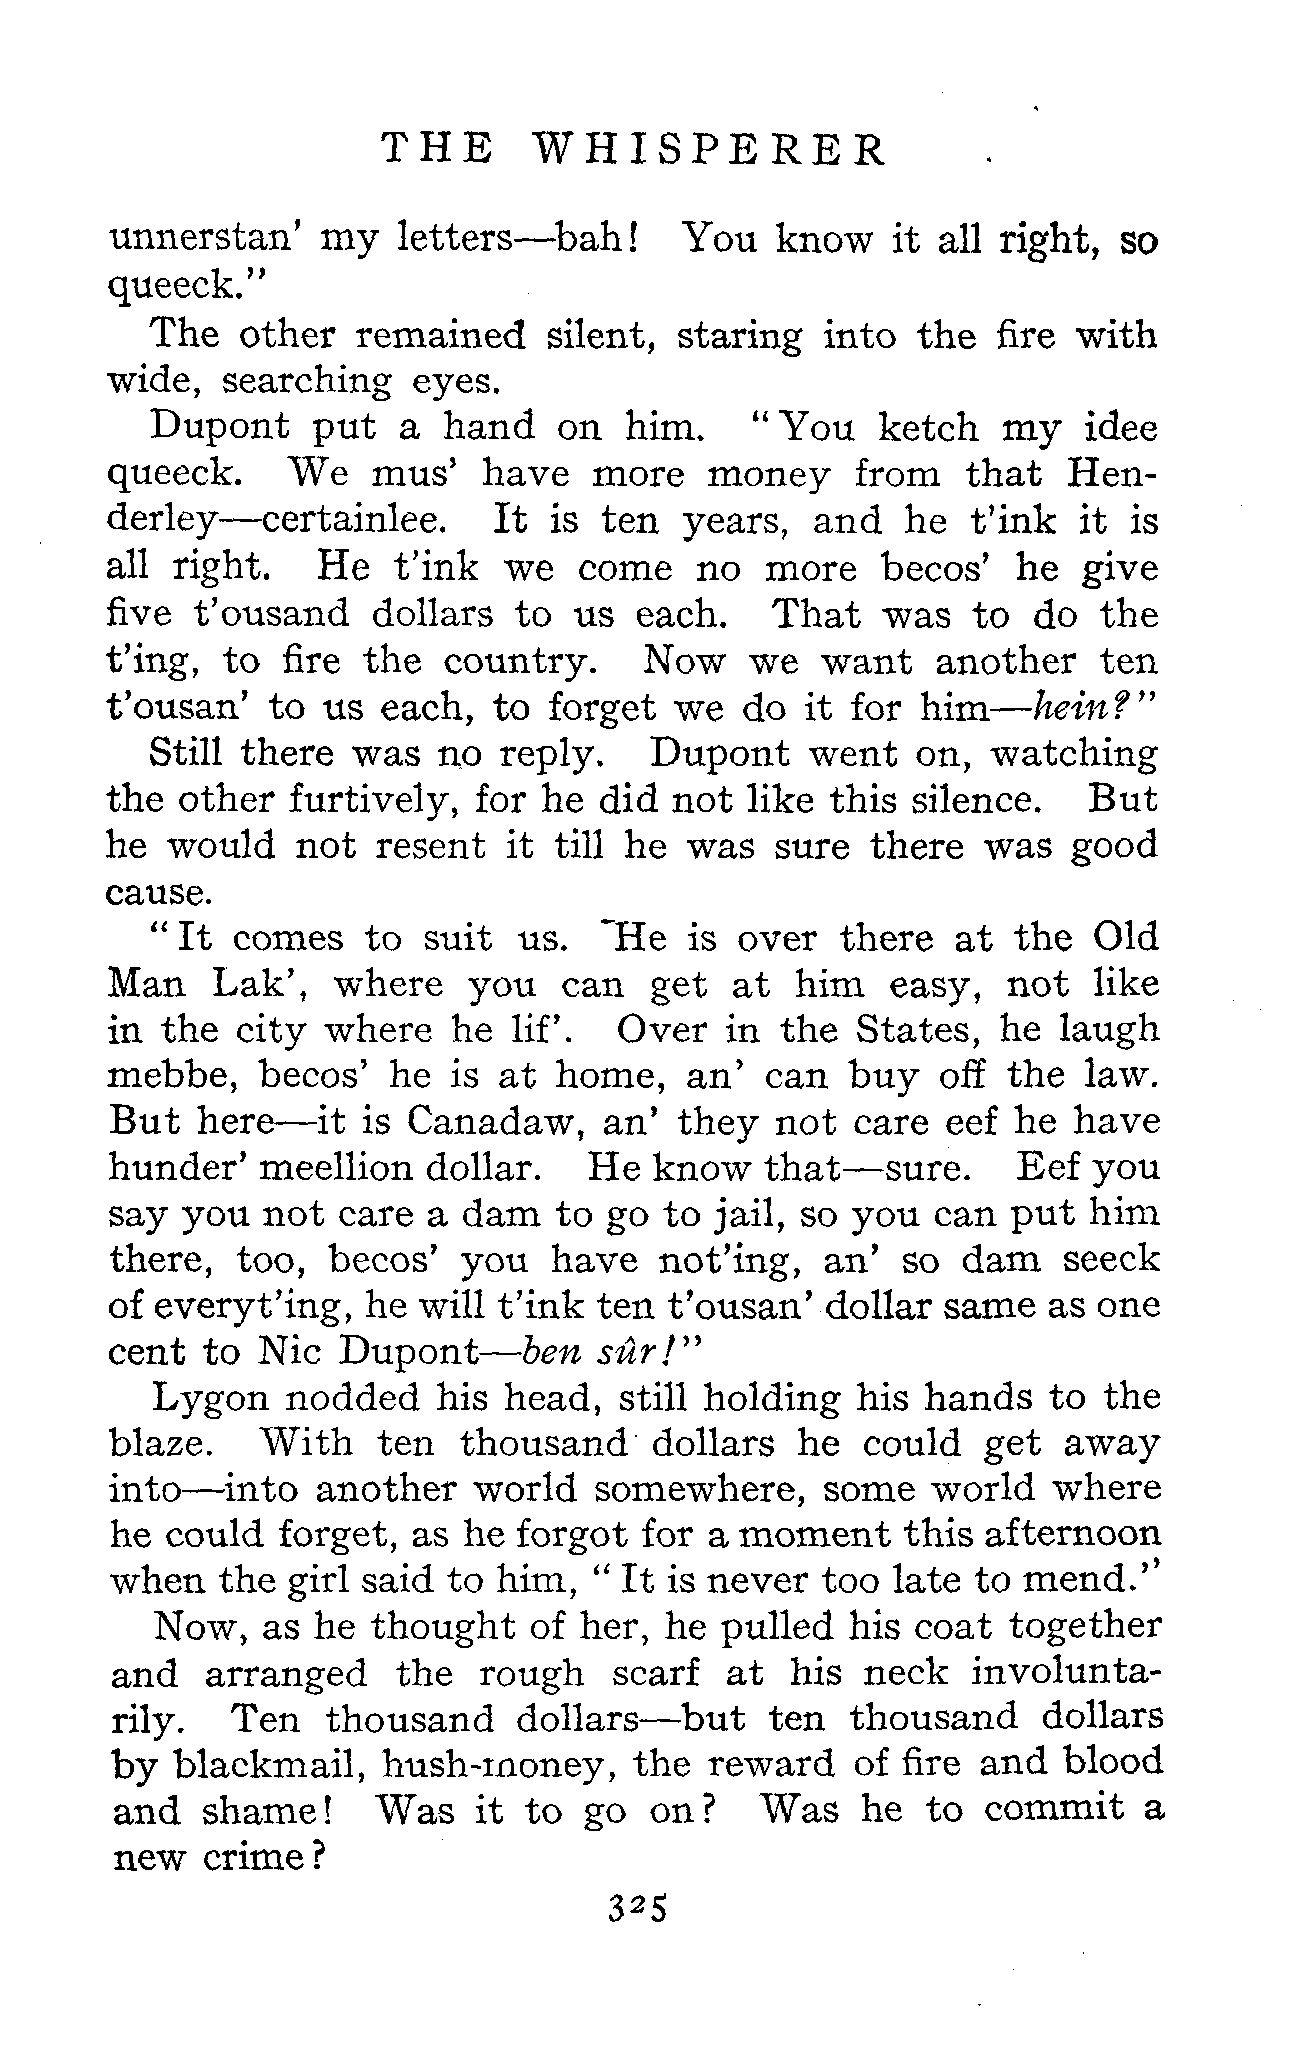 THE WHISPERER
unnerstan' my letters—bah! You know it all right, so
queeck."
The other remained silent, staring into the fire with
wide, searching eyes.
Dupont put a hand on him. "You ketch my idee
queeck. We mus' have more money from that Hen-
derley—certainlee. It is ten years, and he t'ink it is
all right. He t'ink we come no more becos' he give
five t'ousand dollars to us each. That was to do the
t'ing, to fire the country. Now we want another ten
t'ousan' to us each, to forget we do it for him—hein?"
Still there was no reply. Dupont went on, watching
the other furtively, for he did not like this silence. But
he would not resent it till he was sure there was good
cause.
"It comes to suit us. He is over there at the Old
Man Lak', where you can get at him easy, not like
in the city where he lif'. Over in the States, he laugh
mebbe, becos' he is at home, an' can buy off the law.
But here—it is Canadaw, an' they not care eef he have
hunder' meellion dollar. He know that—sure. Eef you
say you not care a dam to go to jail, so you can put him
there, too, becos' you have not'ing, an' so dam seeck
of everyt'ing, he will t'ink ten t'ousan' dollar same as one
cent to Nic Dupont—ben sûr!"
Lygon nodded his head, still holding his hands to the
blaze. With ten thousand dollars he could get away
into—into another world somewhere, some world where
he could forget, as he forgot for a moment this afternoon
when the girl said to him, "It is never too late to mend."
Now, as he thought of her, he pulled his coat together
and arranged the rough scarf at his neck involunta-
rily. Ten thousand dollars—but ten thousand dollars
by blackmail, hush-money, the reward of fire and blood
and shame! Was it to go on? Was he to commit a
new crime?
325